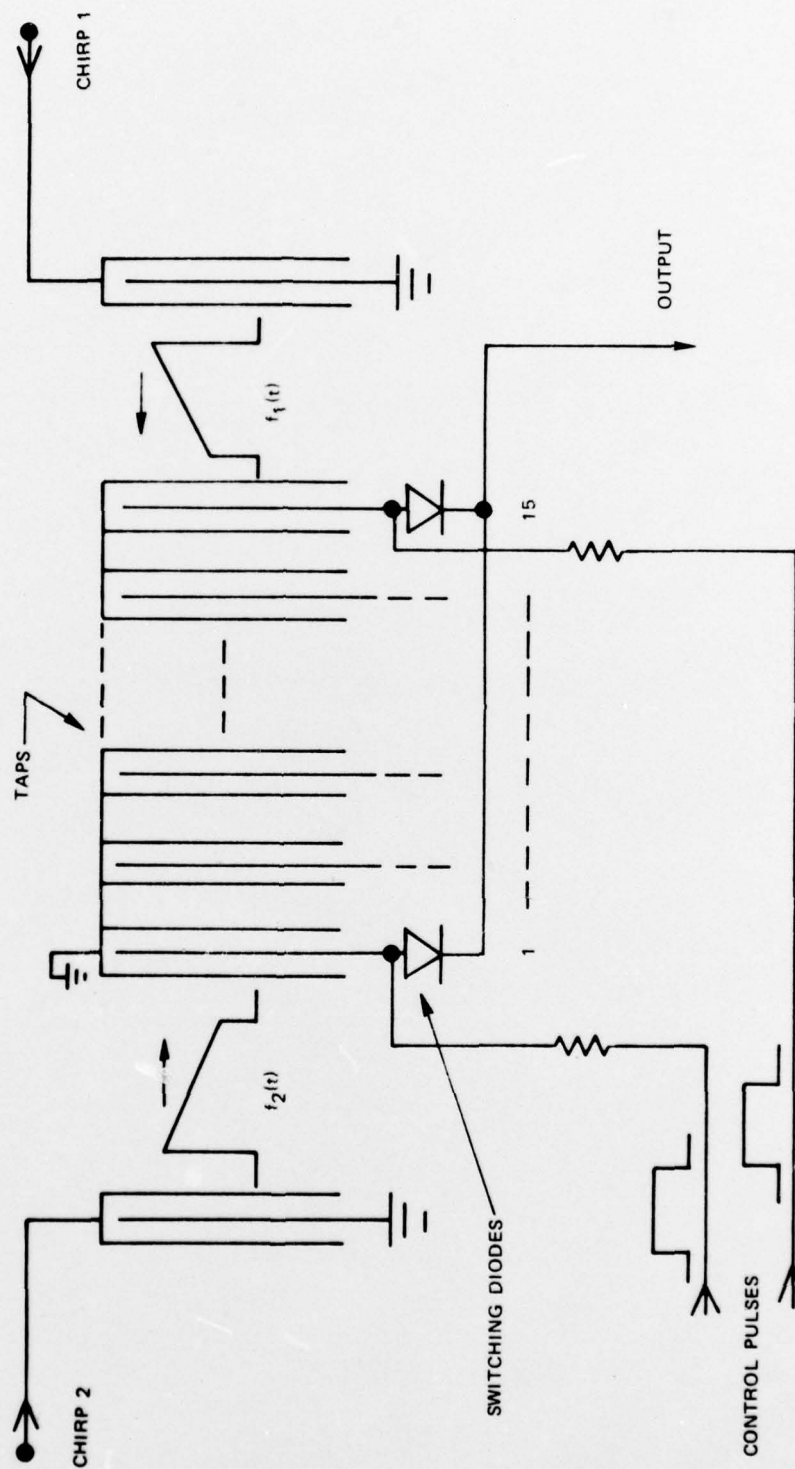 CHIRP 1
CHIRP 2
TAPS
f1(t)
f2(t)
1
15
OUTPUT
SWITCHING DIODES
CONTROL PULSES